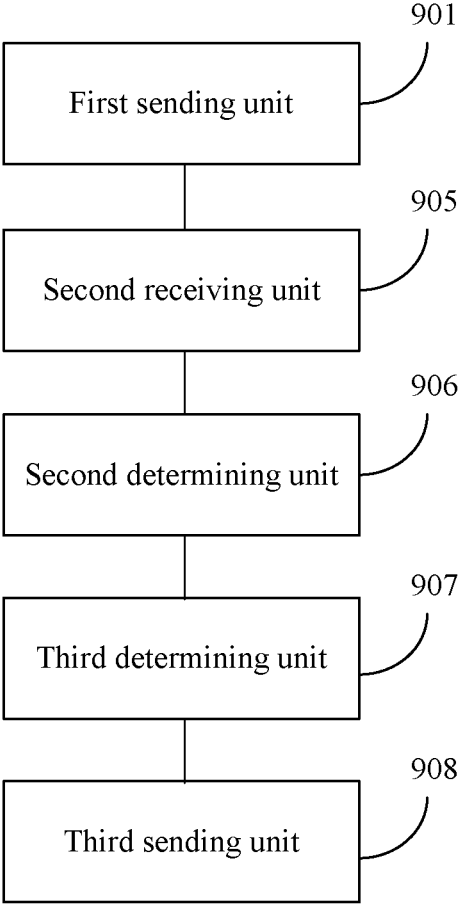 901
First sending unit
905
Second receiving unit
906
Second determining unit
907
Third determining unit
908
Third sending unit